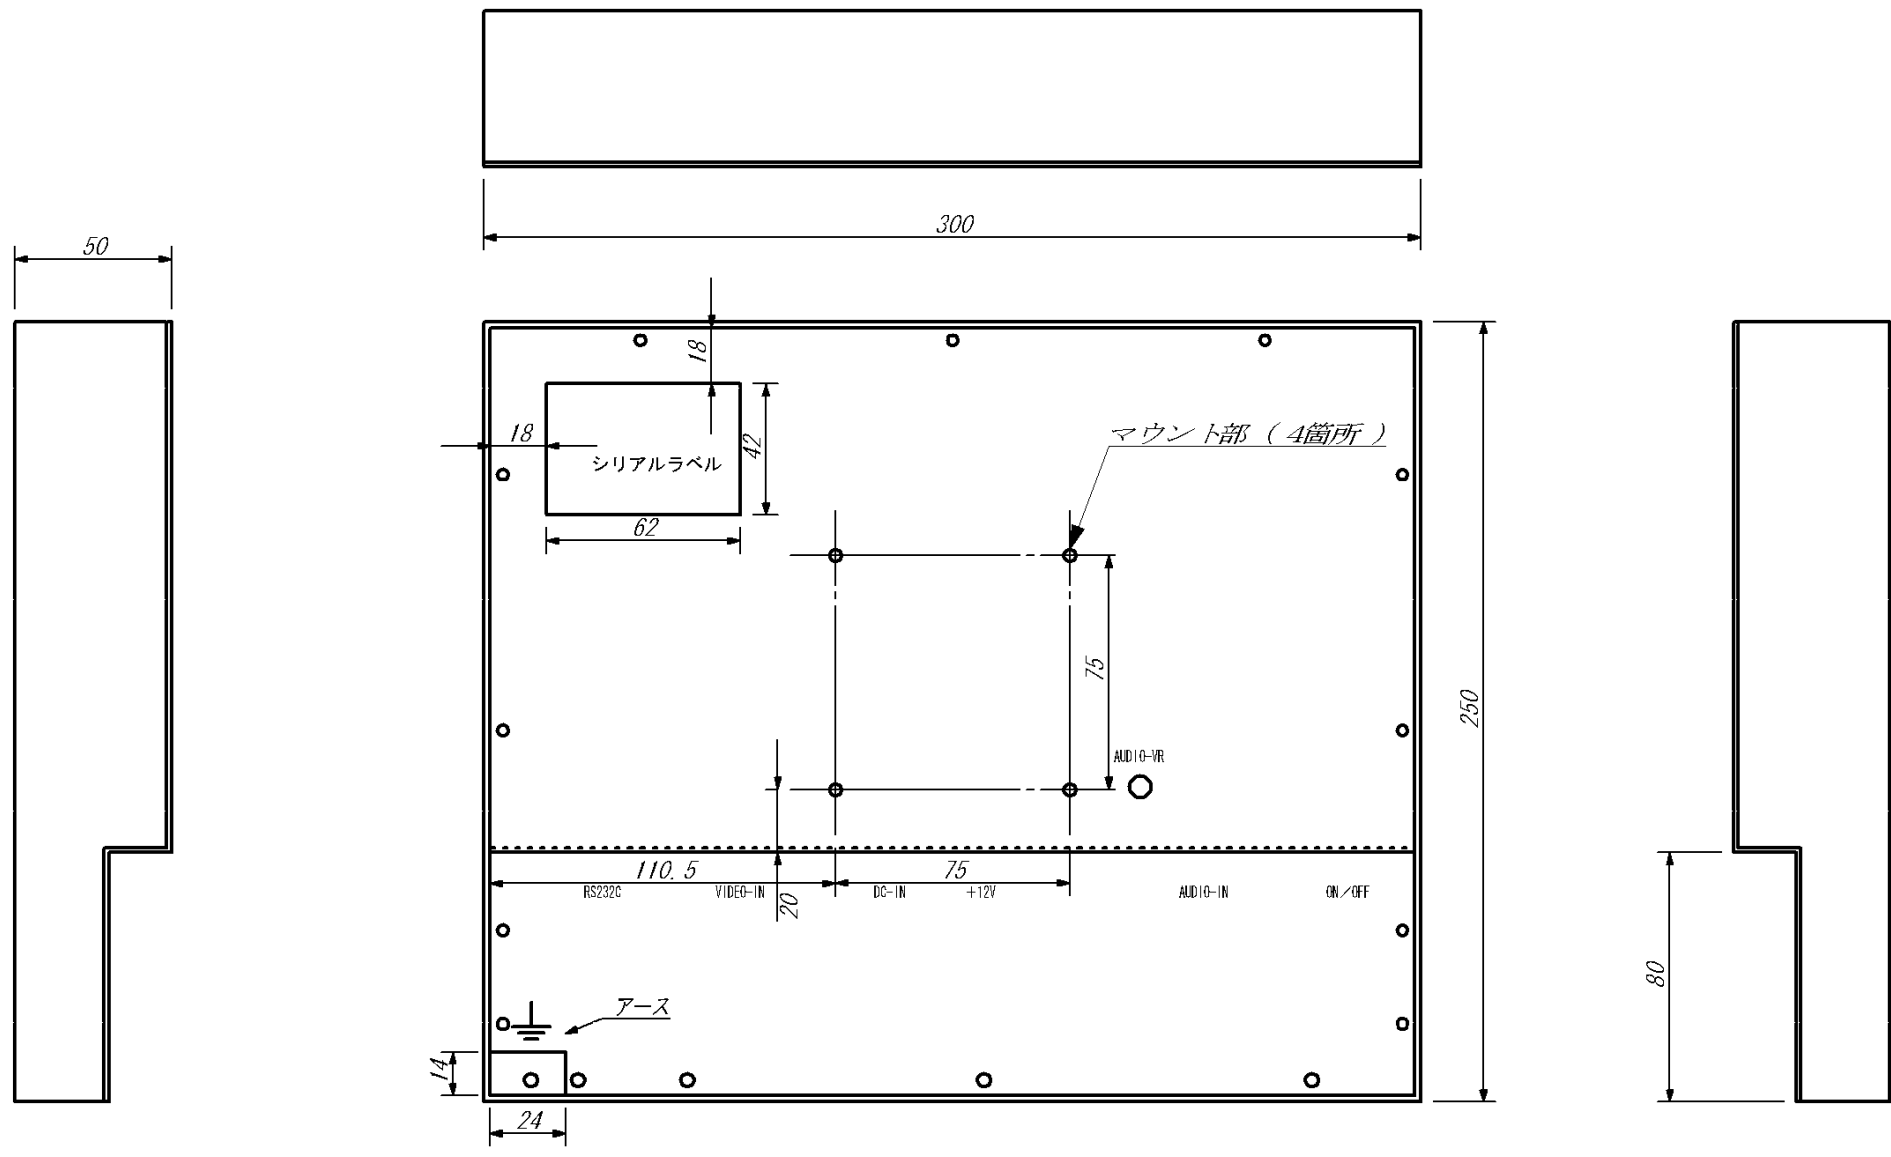 300
50
18
18
42
シリアルラベル
62
マウント部 ( 4箇所 )
75
250
AUDIO-VR
110.5
75
20
RS232C
VIDEO-IN
DC-IN
+12V
AUDIO-IN
ON/OFF
80
アース
14
24